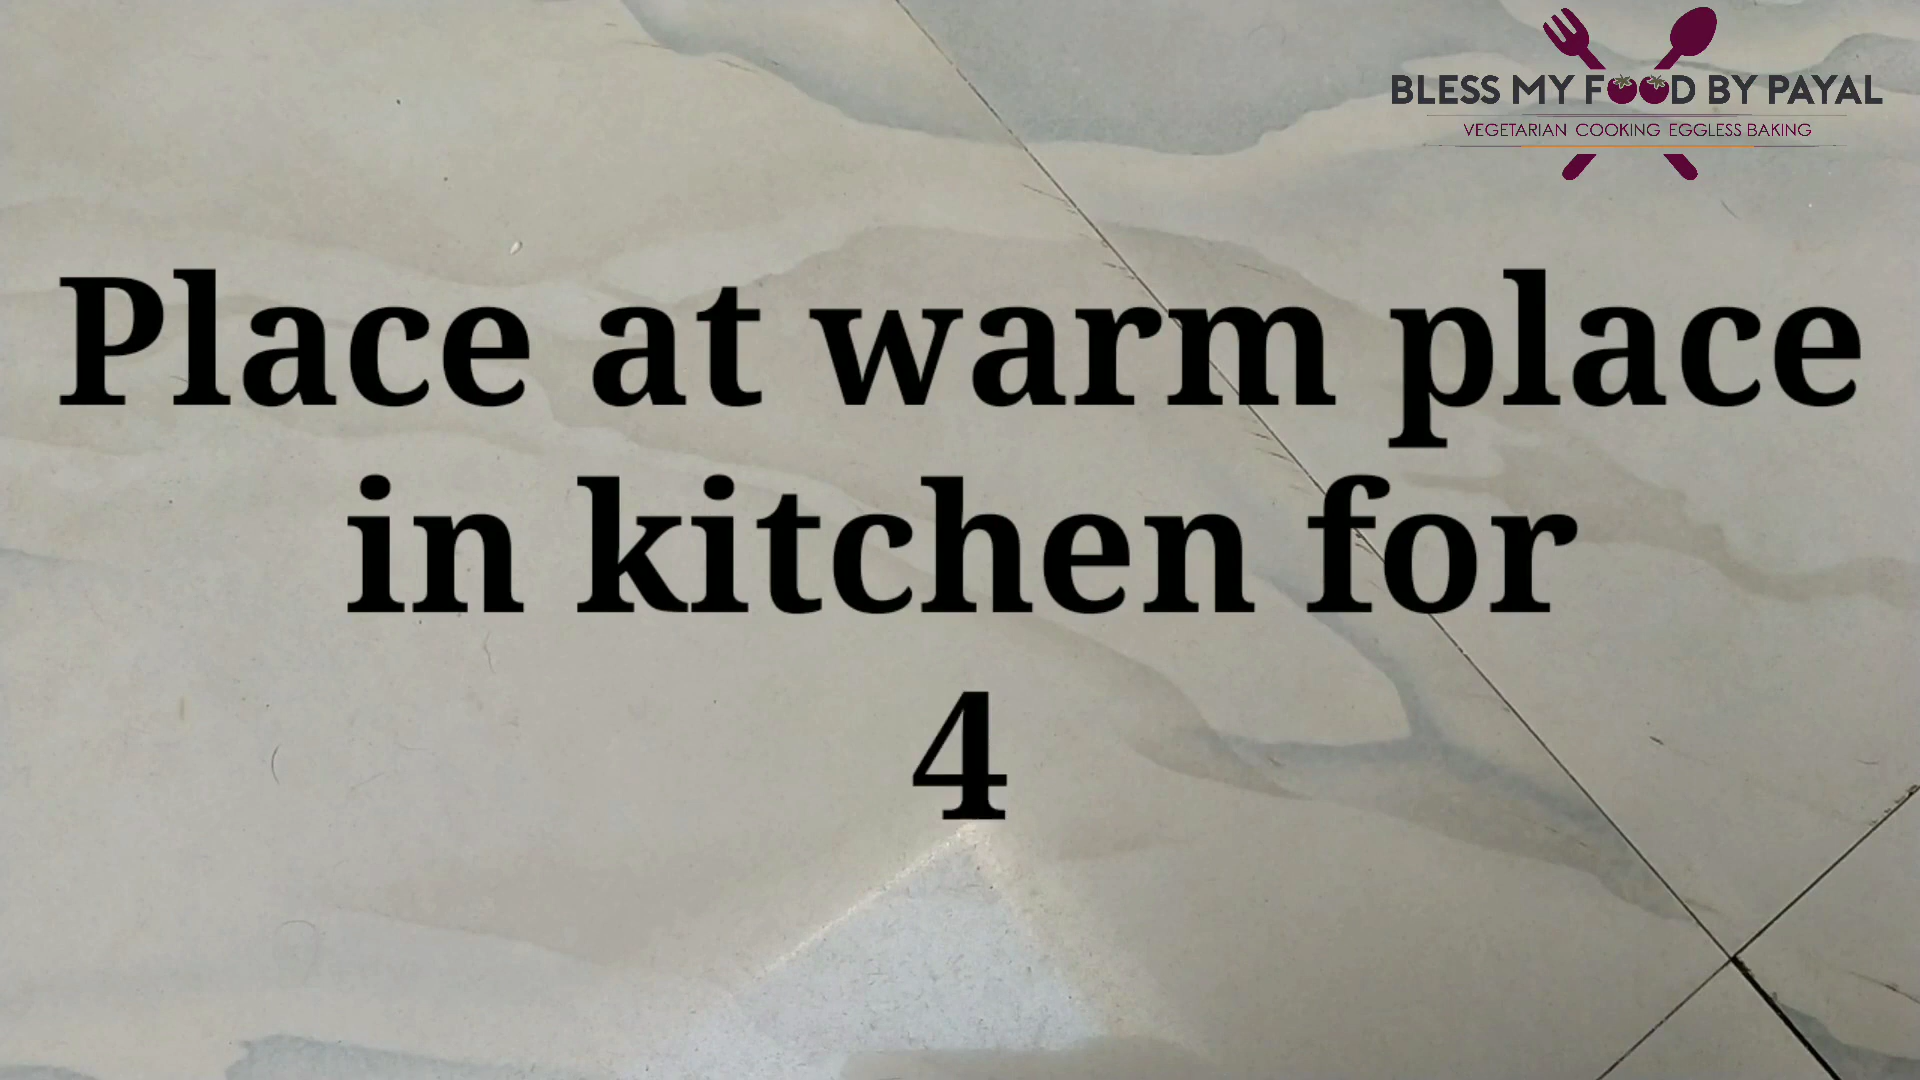 BLESS MY FOOD BY PAYAL
VEGETARIAN COOKING EGGLESS BAKING
Place at warm place
in kitchen for
4